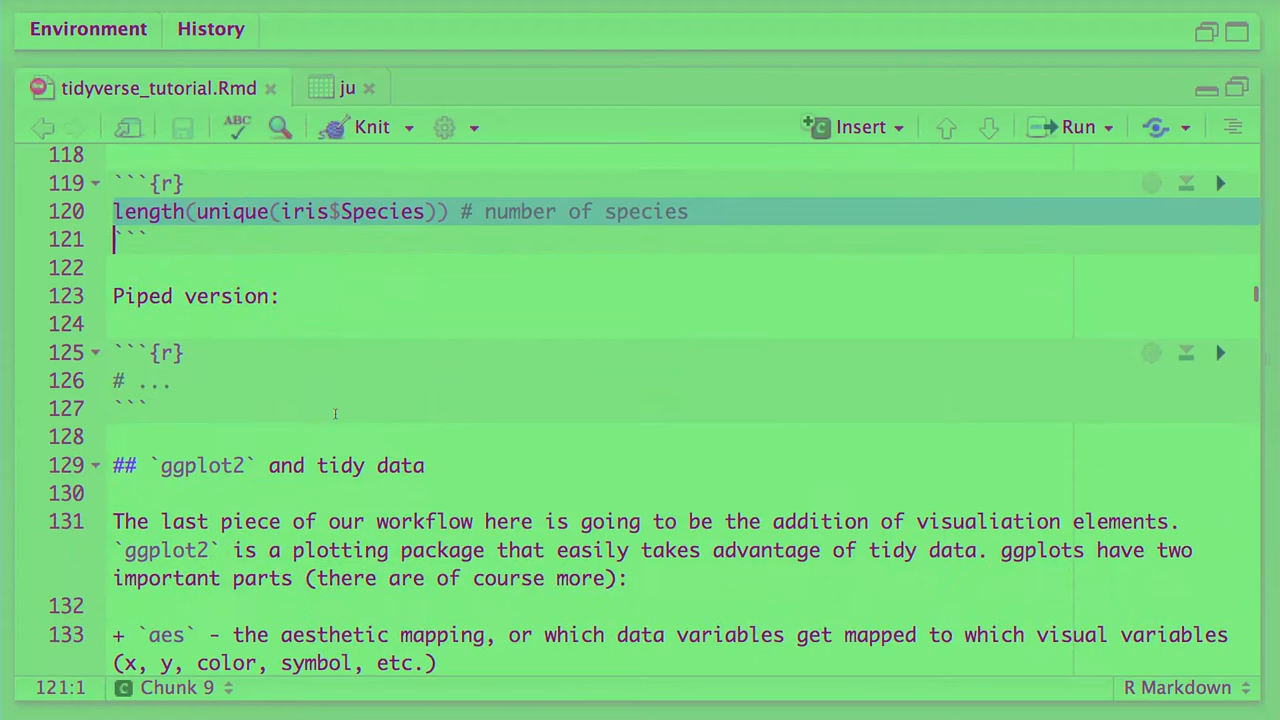 Environment History
tidyverse_tutorial.Rmd ju
ABC Knit Insert Run
118
119 ```{r}
120 length(unique(iris$Species)) # number of species
121 ```
122
123 Piped version:
124
125 ```{r}
126 # ...
127 ```
128
129 ## `ggplot2` and tidy data
130
131 The last piece of our workflow here is going to be the addition of visualiation elements.
`ggplot2` is a plotting package that easily takes advantage of tidy data. ggplots have two
important parts (there are of course more):
132
133 + `aes` - the aesthetic mapping, or which data variables get mapped to which visual variables
(x, y, color, symbol, etc.)
121:1 C Chunk 9 R Markdown